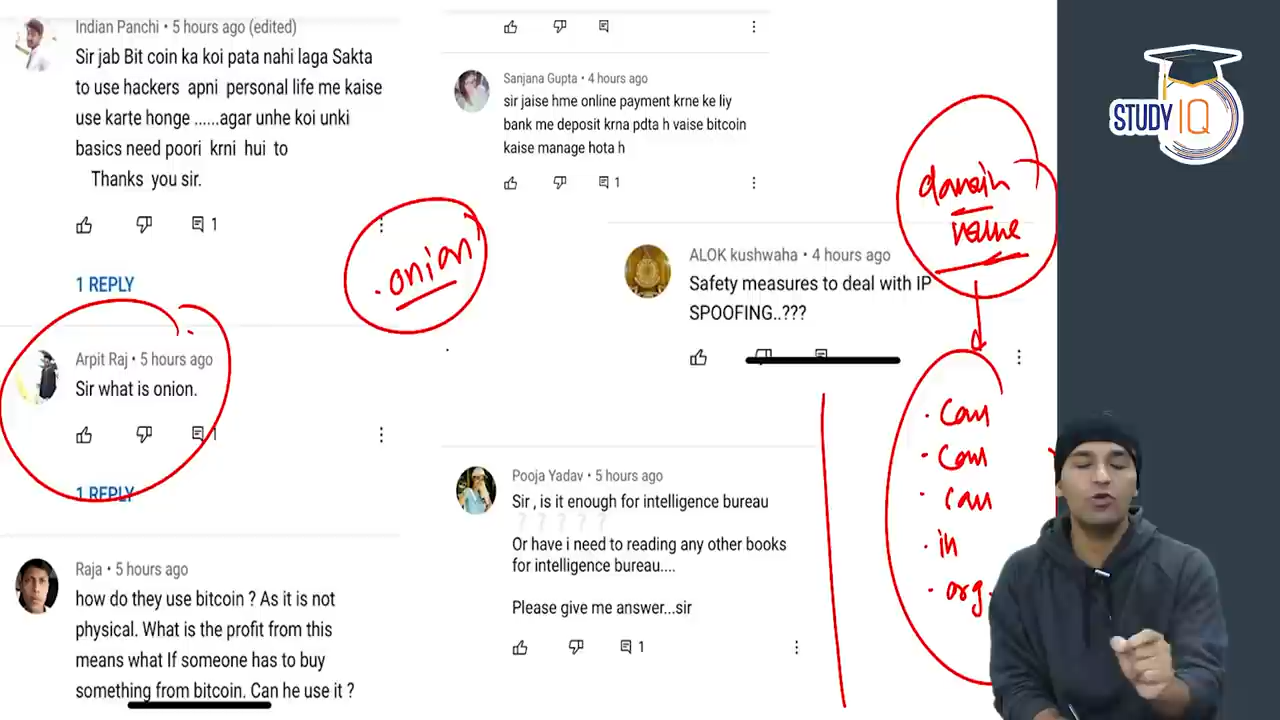 Indian Panchi • 5 hours ago (edited)
Sir jab Bit coin ka koi pata nahi laga Sakta
to use hackers apni personal life me kaise
use karte honge ......agar unhe koi unki
basics need poori krni hui to
Thanks you sir.
1
1 REPLY
Arpit Raj • 5 hours ago
Sir what is onion.
1
1 REPLY
Raja • 5 hours ago
how do they use bitcoin ? As it is not
physical. What is the profit from this
means what If someone has to buy
something from bitcoin. Can he use it ?
.onion
Sanjana Gupta • 4 hours ago
sir jaise hme online payment krne ke liy
bank me deposit krna pdta h vaise bitcoin
kaise manage hota h
1
ALOK kushwaha • 4 hours ago
Safety measures to deal with IP
SPOOFING..???
Pooja Yadav • 5 hours ago
Sir , is it enough for intelligence bureau
? ? ? ? ?
Or have i need to reading any other books
for intelligence bureau....
Please give me answer...sir
1
domain
name
.com
.com
.com
.in
.org.
STUDY IQ